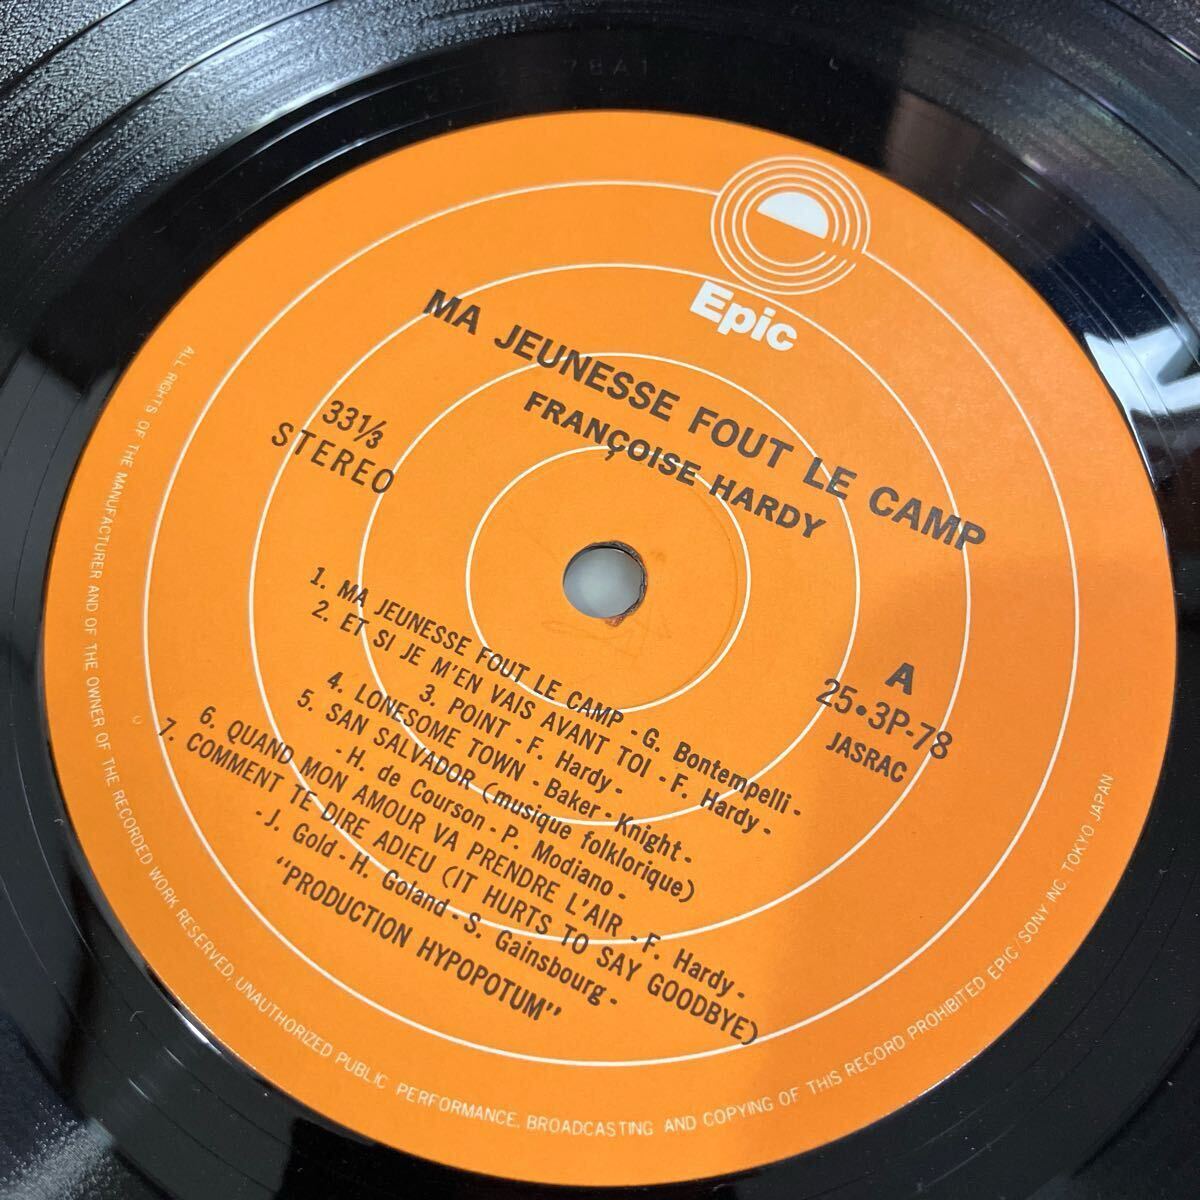 78A1
Epic
MA JEUNESSE FOUT LE CAMP
FRANÇOISE HARDY
33⅓
STEREO
A
25•3P-78
JASRAC
1. MA JEUNESSE FOUT LE CAMP - G. Bontempelli -
2. ET SI JE M'EN VAIS AVANT TOI - F. Hardy -
3. POINT - F. Hardy -
4. LONESOME TOWN - Baker - Knight -
5. SAN SALVADOR (musique folklorique)
- H. de Courson - P. Modiano -
6. QUAND MON AMOUR VA PRENDRE L'AIR - F. Hardy -
7. COMMENT TE DIRE ADIEU (IT HURTS TO SAY GOODBYE)
- J. Gold - H. Goland - S. Gainsbourg -
"PRODUCTION HYPOPOTUM"
ALL RIGHTS OF THE MANUFACTURER AND OF THE OWNER OF THE RECORDED WORK RESERVED, UNAUTHORIZED PUBLIC PERFORMANCE, BROADCASTING AND COPYING OF THIS RECORD PROHIBITED EPIC/SONY INC. TOKYO JAPAN